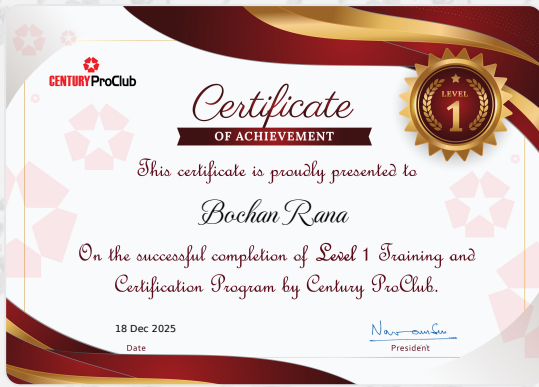 CENTURY ProClub
Certificate
OF ACHIEVEMENT
LEVEL
1
This certificate is proudly presented to
Bochan Rana
On the successful completion of Level 1 Training and
Certification Program by Century ProClub.
18 Dec 2025
Date
President